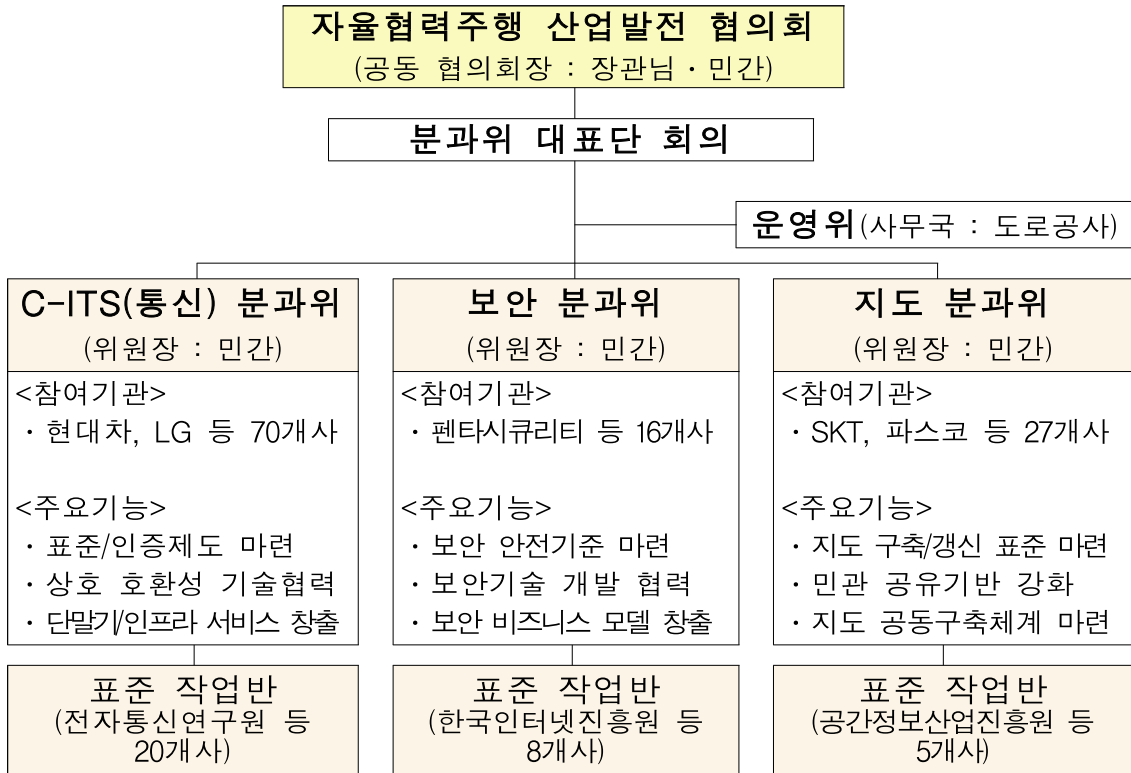 자율협력주행 산업발전 협의회
(공동 협의회장 : 장관님·민간)
분과위 대표단 회의
운영위(사무국 : 도로공사)
C-ITS(통신) 분과위
(위원장 : 민간)
<참여기관>
· 현대차, LG 등 70개사
<주요기능>
· 표준/인증제도 마련
· 상호 호환성 기술협력
· 단말기/인프라 서비스 창출
표준 작업반
(전자통신연구원 등
20개사)
보안 분과위
(위원장 : 민간)
<참여기관>
· 펜타시큐리티 등 16개사
<주요기능>
· 보안 안전기준 마련
· 보안기술 개발 협력
· 보안 비즈니스 모델 창출
표준 작업반
(한국인터넷진흥원 등
8개사)
지도 분과위
(위원장 : 민간)
<참여기관>
· SKT, 파스코 등 27개사
<주요기능>
· 지도 구축/갱신 표준 마련
· 민관 공유기반 강화
· 지도 공동구축체계 마련
표준 작업반
(공간정보산업진흥원 등
5개사)